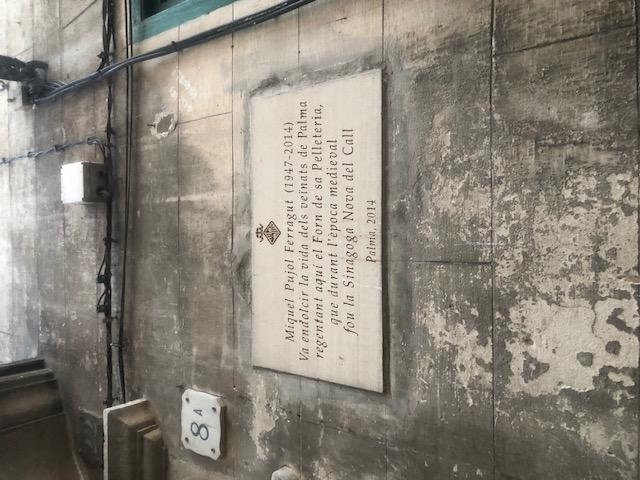 Miquel Pujol Ferragut (1947-2014)
Va endolcir la vida dels veïnats de Palma
regentant aquí el Forn de sa Pelleteria,
que durant l'època medieval
fou la Sinagoga Nova del Call
Palma, 2014
8A